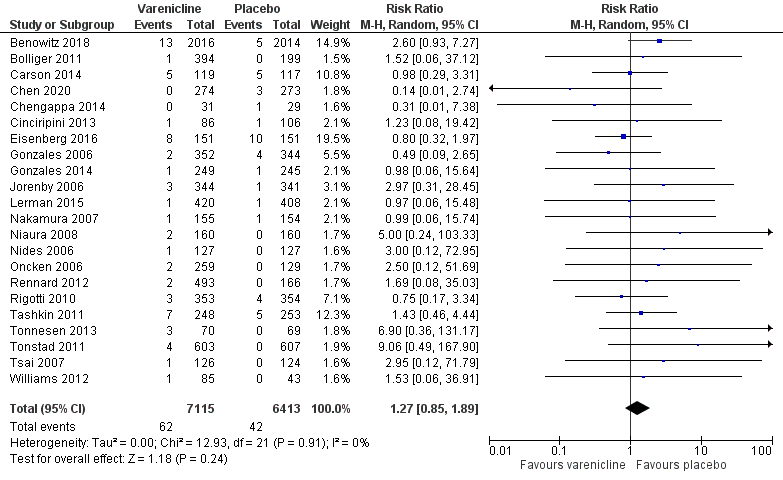 Varenicline Placebo Risk Ratio Risk Ratio
Study or Subgroup Events Total Events Total Weight M-H, Random, 95% CI M-H, Random, 95% CI
Benowitz 2018 13 2016 5 2014 14.9% 2.60 [0.93, 7.27]
Bolliger 2011 1 394 0 199 1.5% 1.52 [0.06, 37.12]
Carson 2014 5 119 5 117 10.6% 0.98 [0.29, 3.31]
Chen 2020 0 274 3 273 1.8% 0.14 [0.01, 2.74]
Chengappa 2014 0 31 1 29 1.6% 0.31 [0.01, 7.38]
Cinciripini 2013 1 86 1 106 2.1% 1.23 [0.08, 19.42]
Eisenberg 2016 8 151 10 151 19.5% 0.80 [0.32, 1.97]
Gonzales 2006 2 352 4 344 5.5% 0.49 [0.09, 2.65]
Gonzales 2014 1 249 1 245 2.1% 0.98 [0.06, 15.64]
Jorenby 2006 3 344 1 341 3.1% 2.97 [0.31, 28.45]
Lerman 2015 1 420 1 408 2.1% 0.97 [0.06, 15.48]
Nakamura 2007 1 155 1 154 2.1% 0.99 [0.06, 15.74]
Niaura 2008 2 160 0 160 1.7% 5.00 [0.24, 103.33]
Nides 2006 1 127 0 127 1.6% 3.00 [0.12, 72.95]
Oncken 2006 2 259 0 129 1.7% 2.50 [0.12, 51.69]
Rennard 2012 2 493 0 166 1.7% 1.69 [0.08, 35.03]
Rigotti 2010 3 353 4 354 7.1% 0.75 [0.17, 3.34]
Tashkin 2011 7 248 5 253 12.3% 1.43 [0.46, 4.44]
Tonnesen 2013 3 70 0 69 1.8% 6.90 [0.36, 131.17]
Tonstad 2011 4 603 0 607 1.9% 9.06 [0.49, 167.90]
Tsai 2007 1 126 0 124 1.6% 2.95 [0.12, 71.79]
Williams 2012 1 85 0 43 1.6% 1.53 [0.06, 36.91]
Total (95% CI) 7115 6413 100.0% 1.27 [0.85, 1.89]
Total events 62 42
Heterogeneity: Tau² = 0.00; Chi² = 12.93, df = 21 (P = 0.91); I² = 0%
Test for overall effect: Z = 1.18 (P = 0.24)
0.01 0.1 1 10 100
Favours varenicline Favours placebo